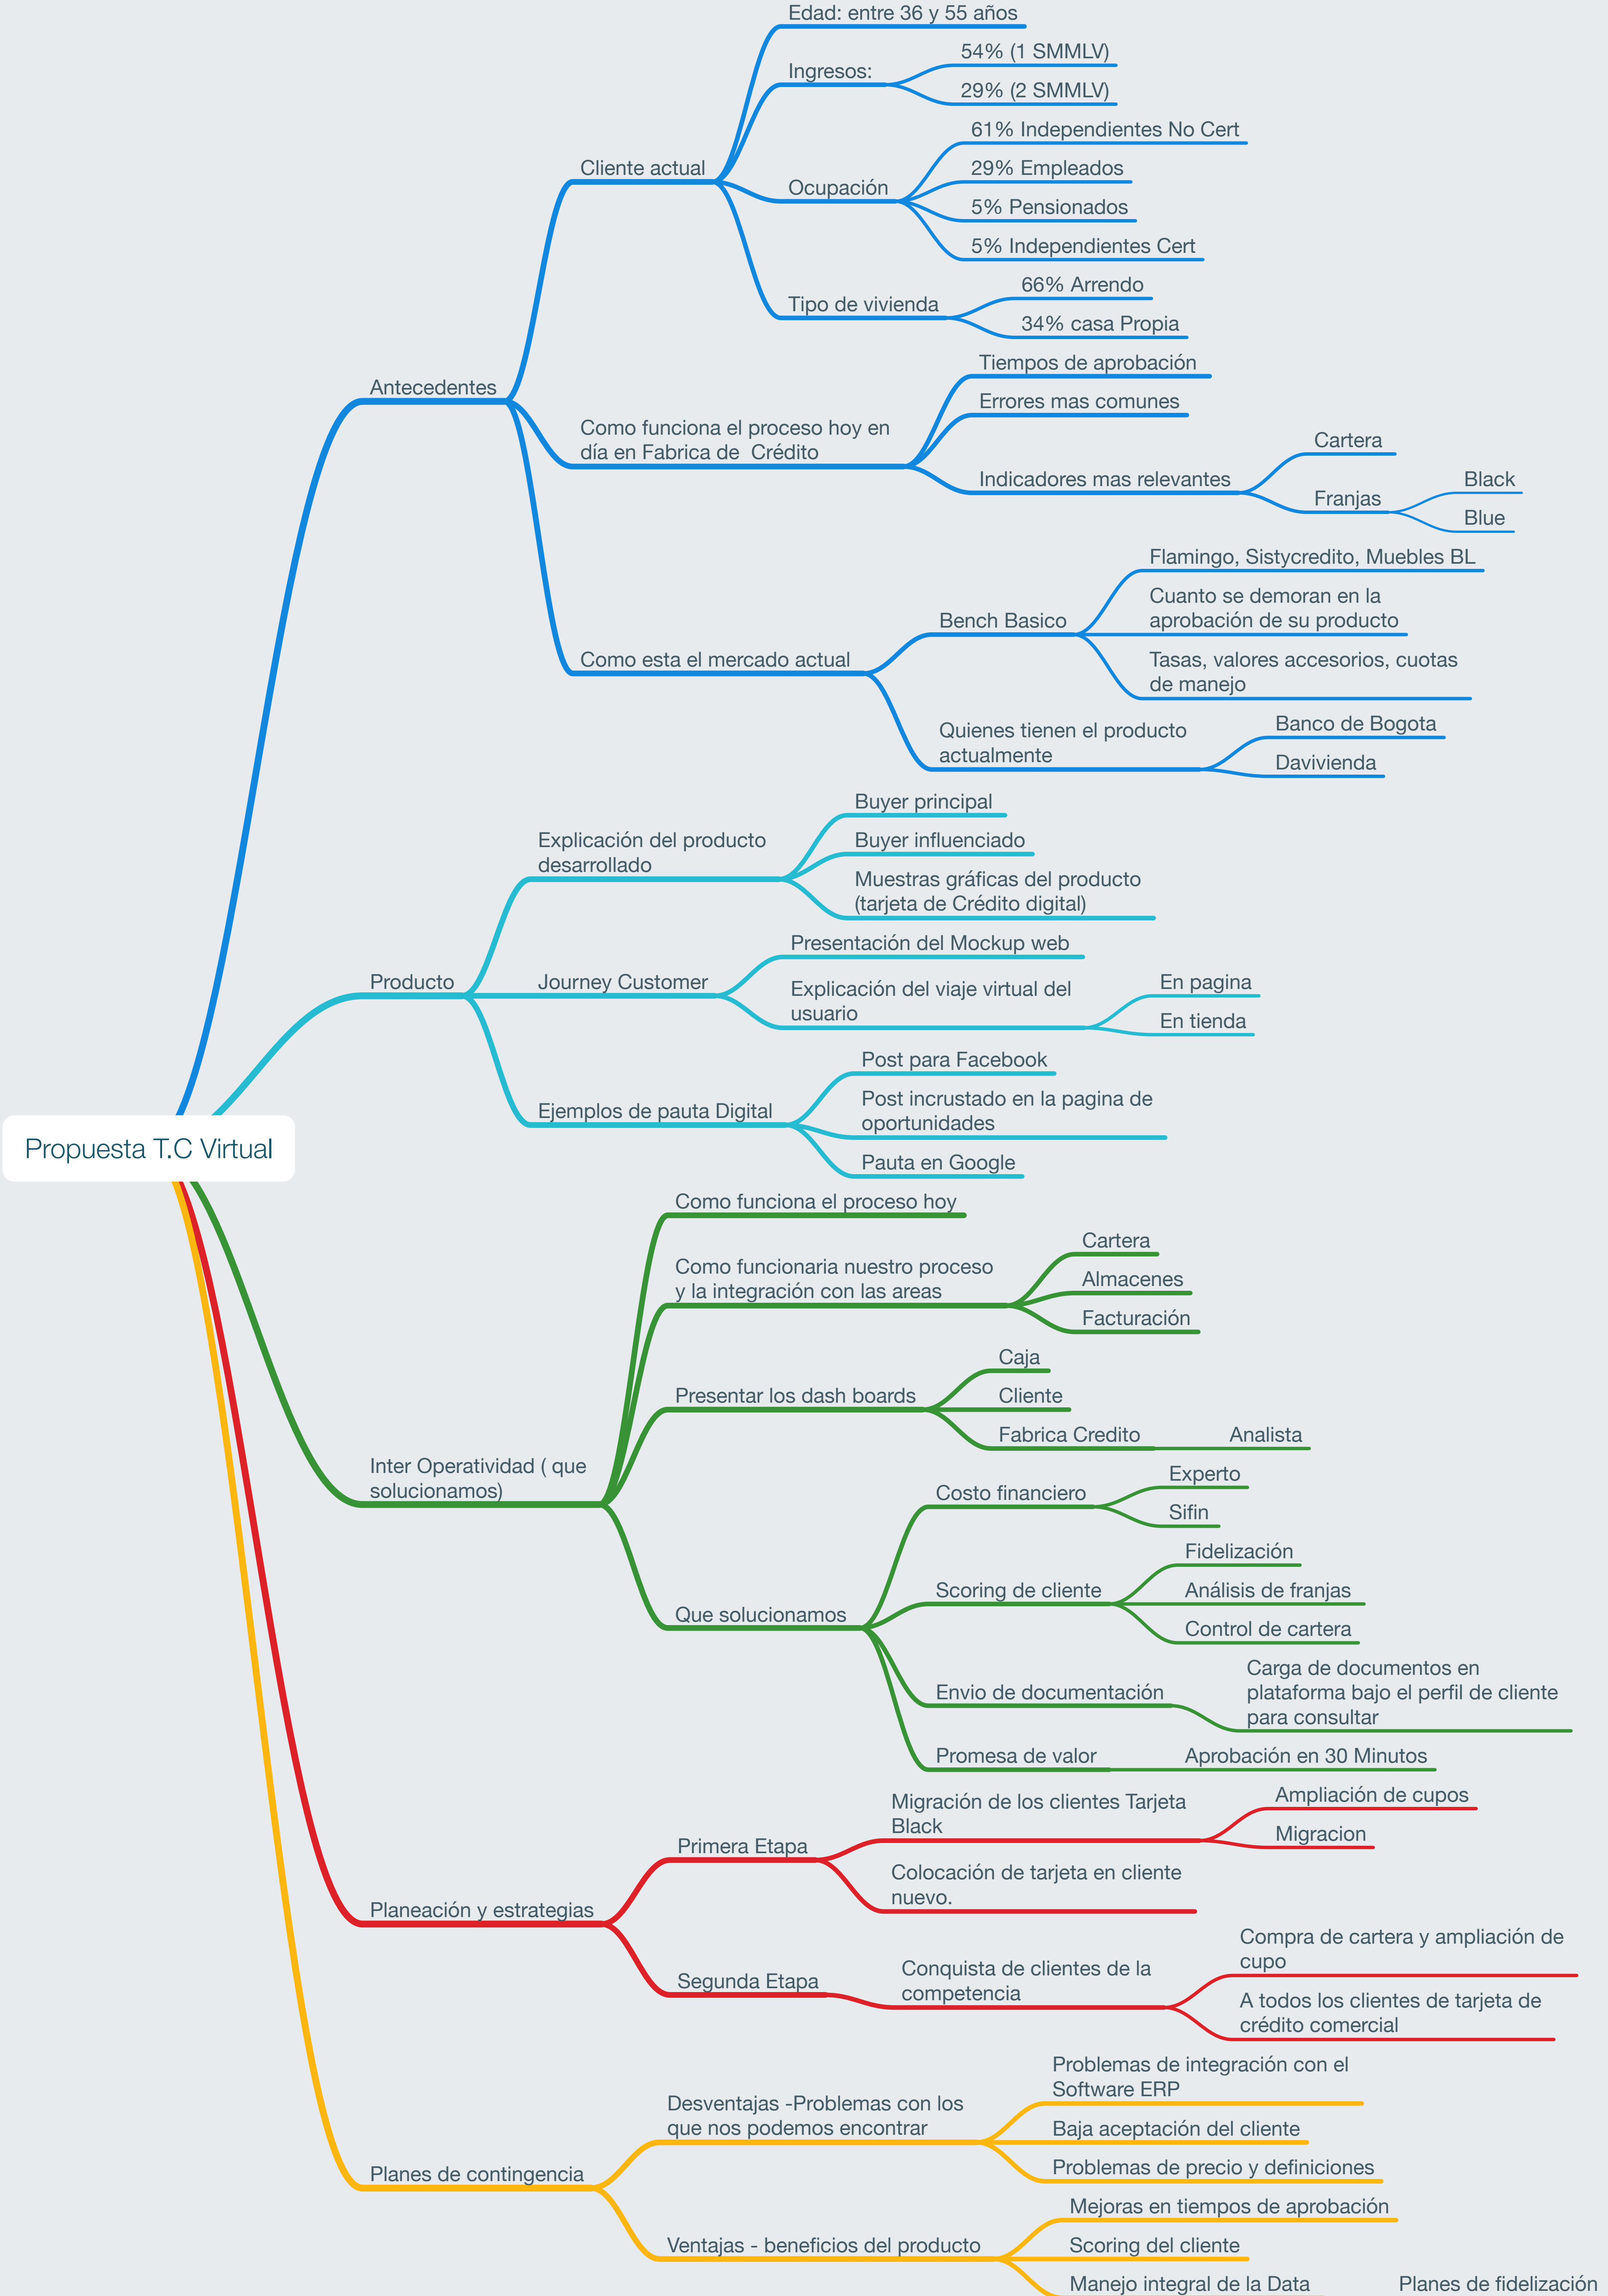 Edad: entre 36 y 55 años
54% (1 SMMLV)
Ingresos:
29% (2 SMMLV)
61% Independientes No Cert
Cliente actual
29% Empleados
Ocupación
5% Pensionados
5% Independientes Cert
66% Arrendo
Tipo de vivienda
34% casa Propia
Tiempos de aprobación
Antecedentes
Errores mas comunes
Como funciona el proceso hoy en
día en Fabrica de  Crédito
Cartera
Indicadores mas relevantes
Black
Franjas
Blue
Flamingo, Sistycredito, Muebles BL
Cuanto se demoran en la
aprobación de su producto
Bench Basico
Como esta el mercado actual
Tasas, valores accesorios, cuotas
de manejo
Quienes tienen el producto
actualmente
Banco de Bogota
Davivienda
Buyer principal
Explicación del producto
desarrollado
Buyer influenciado
Muestras gráficas del producto
(tarjeta de Crédito digital)
Presentación del Mockup web
Producto
Journey Customer
Explicación del viaje virtual del
usuario
En pagina
En tienda
Post para Facebook
Ejemplos de pauta Digital
Post incrustado en la pagina de
oportunidades
Pauta en Google
Propuesta T.C Virtual
Como funciona el proceso hoy
Cartera
Como funcionaria nuestro proceso
y la integración con las areas
Almacenes
Facturación
Caja
Presentar los dash boards
Cliente
Fabrica Credito
Analista
Inter Operatividad ( que
solucionamos)
Experto
Costo financiero
Sifin
Fidelización
Scoring de cliente
Análisis de franjas
Que solucionamos
Control de cartera
Envio de documentación
Carga de documentos en
plataforma bajo el perfil de cliente
para consultar
Promesa de valor
Aprobación en 30 Minutos
Migración de los clientes Tarjeta
Black
Ampliación de cupos
Primera Etapa
Migracion
Colocación de tarjeta en cliente
nuevo.
Planeación y estrategias
Compra de cartera y ampliación de
cupo
Segunda Etapa
Conquista de clientes de la
competencia
A todos los clientes de tarjeta de
crédito comercial
Problemas de integración con el
Software ERP
Desventajas -Problemas con los
que nos podemos encontrar
Baja aceptación del cliente
Problemas de precio y definiciones
Planes de contingencia
Mejoras en tiempos de aprobación
Ventajas - beneficios del producto
Scoring del cliente
Manejo integral de la Data
Planes de fidelización